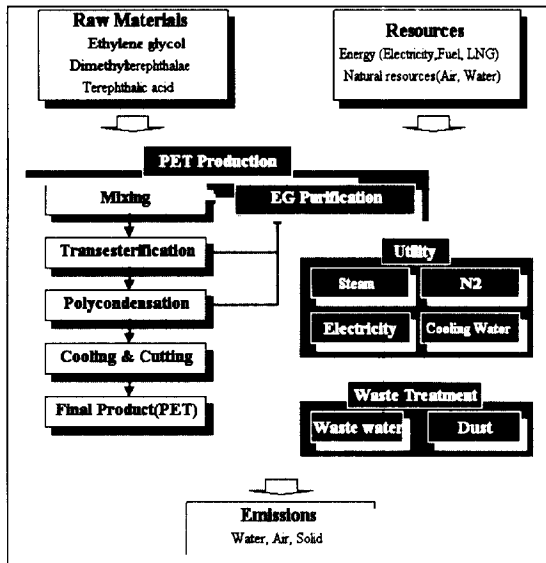 Raw Materials
Ethylene glycol
Dimethylterephthalae
Terephthalic acid
Resources
Energy (Electricity,Fuel, LNG)
Natural resources(Air, Water)
PET Production
Mixing
EG Purification
Transesterification
Polycondensation
Cooling & Cutting
Final Product(PET)
Utility
Steam
N2
Electricity
Cooling Water
Waste Treatment
Waste water
Dust
Emissions
Water, Air, Solid